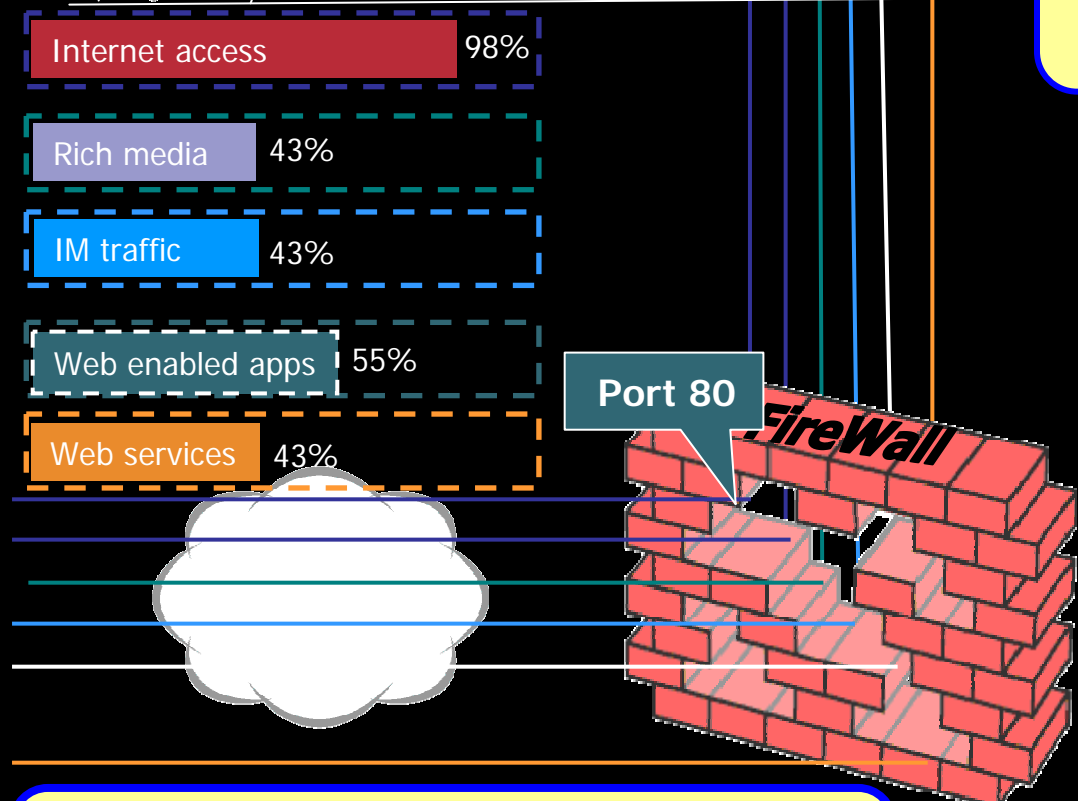 Internet access 98%
Rich media 43%
IM traffic 43%
Web enabled apps 55%
Port 80
FireWall
Web services 43%